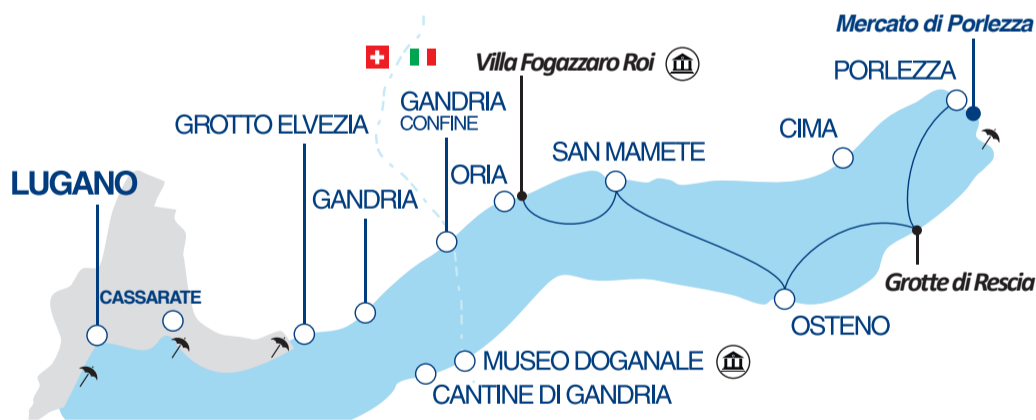 Mercato di Porlezza
Villa Fogazzaro Roi
PORLEZZA
GANDRIA
CONFINE
GROTTO ELVEZIA
CIMA
SAN MAMETE
ORIA
LUGANO
GANDRIA
Grotte di Rescia
CASSARATE
OSTENO
MUSEO DOGANALE
CANTINE DI GANDRIA